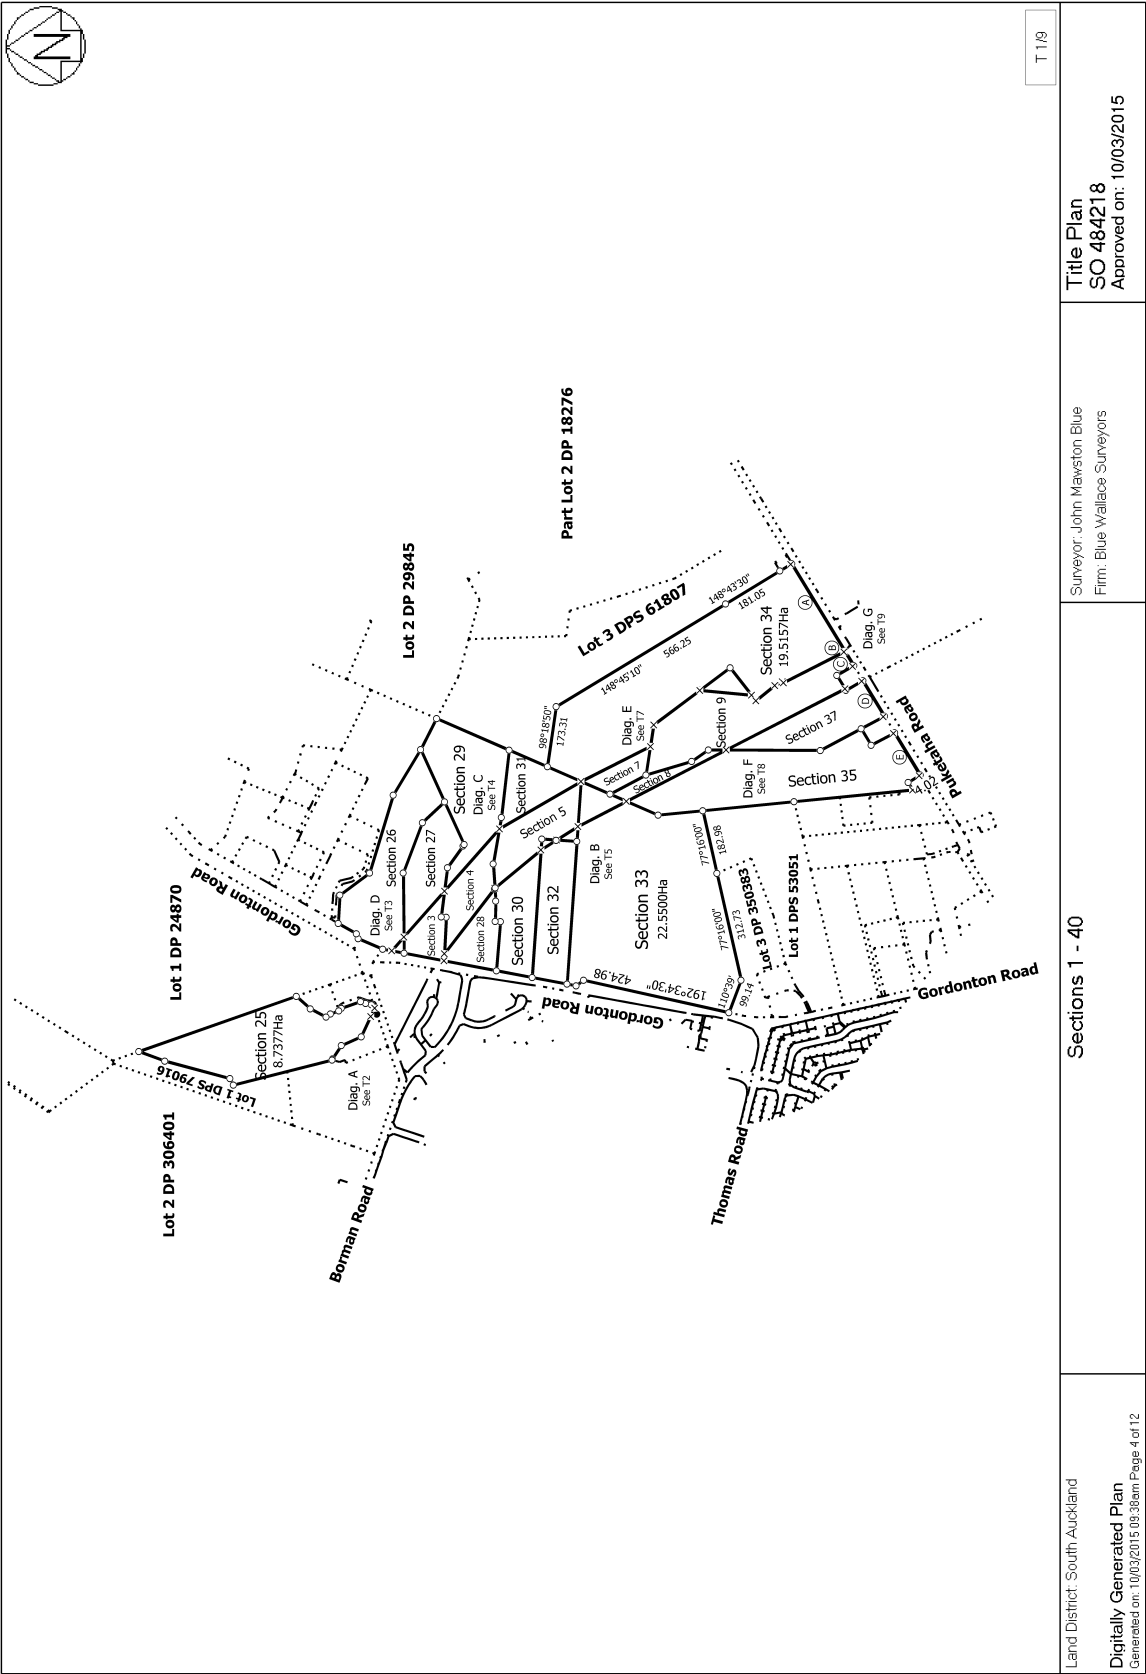 N
T 1/9
Lot 2 DP 306401
Lot 1 DP 24870
Lot 2 DP 29845
Part Lot 2 DP 18276
Lot 1 DPS 79016
Section 25
8.7377Ha
Diag. A
See T2
Borman Road
Gordonton Road
Diag. D
See T3
Section 26
Section 27
Section 29
Diag. C
See T4
Section 3
Section 4
Section 28
Section 31
Section 5
Section 30
Section 32
Diag. B
See T5
98°18'50"
173.31
148°45'10"
566.25
Lot 3 DPS 61807
148°43'30"
181.05
Section 7
Section 8
Diag. E
See T7
Section 9
Section 34
19.5157Ha
Section 33
22.5500Ha
Gordonton Road
192°34'30"
424.98
110°39'
99.14
77°16'00"
312.73
77°16'00"
182.98
Diag. F
See T8
Section 37
Section 35
A
B
C
D
E
Diag. G
See T9
4.02
Puketaha Road
Lot 3 DP 350383
Lot 1 DPS 53051
Thomas Road
Gordonton Road
Land District: South Auckland
Digitally Generated Plan
Generated on: 10/03/2015 09:38am Page 4 of 12
Sections 1 - 40
Surveyor: John Mawston Blue
Firm: Blue Wallace Surveyors
Title Plan
SO 484218
Approved on: 10/03/2015